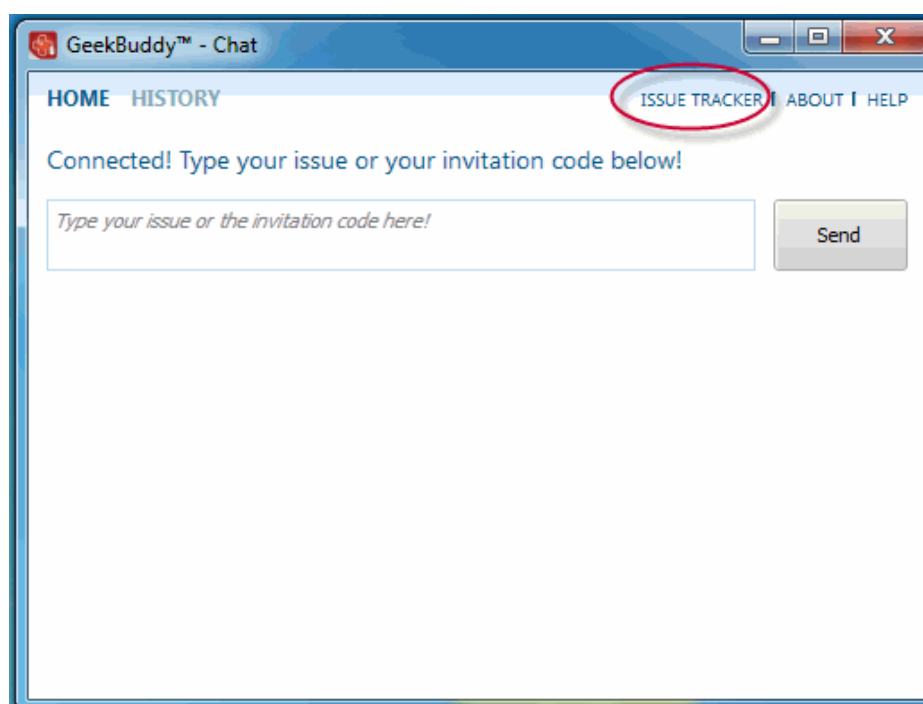 GeekBuddy™ - Chat
HOME HISTORY ISSUE TRACKER | ABOUT | HELP
Connected! Type your issue or your invitation code below!
Type your issue or the invitation code here!
Send